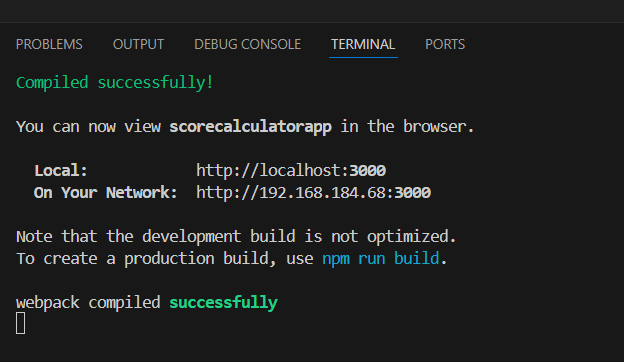 PROBLEMS OUTPUT DEBUG CONSOLE TERMINAL PORTS
Compiled successfully!
You can now view scorecalculatorapp in the browser.
Local: http://localhost:3000
On Your Network: http://192.168.184.68:3000
Note that the development build is not optimized.
To create a production build, use npm run build.
webpack compiled successfully